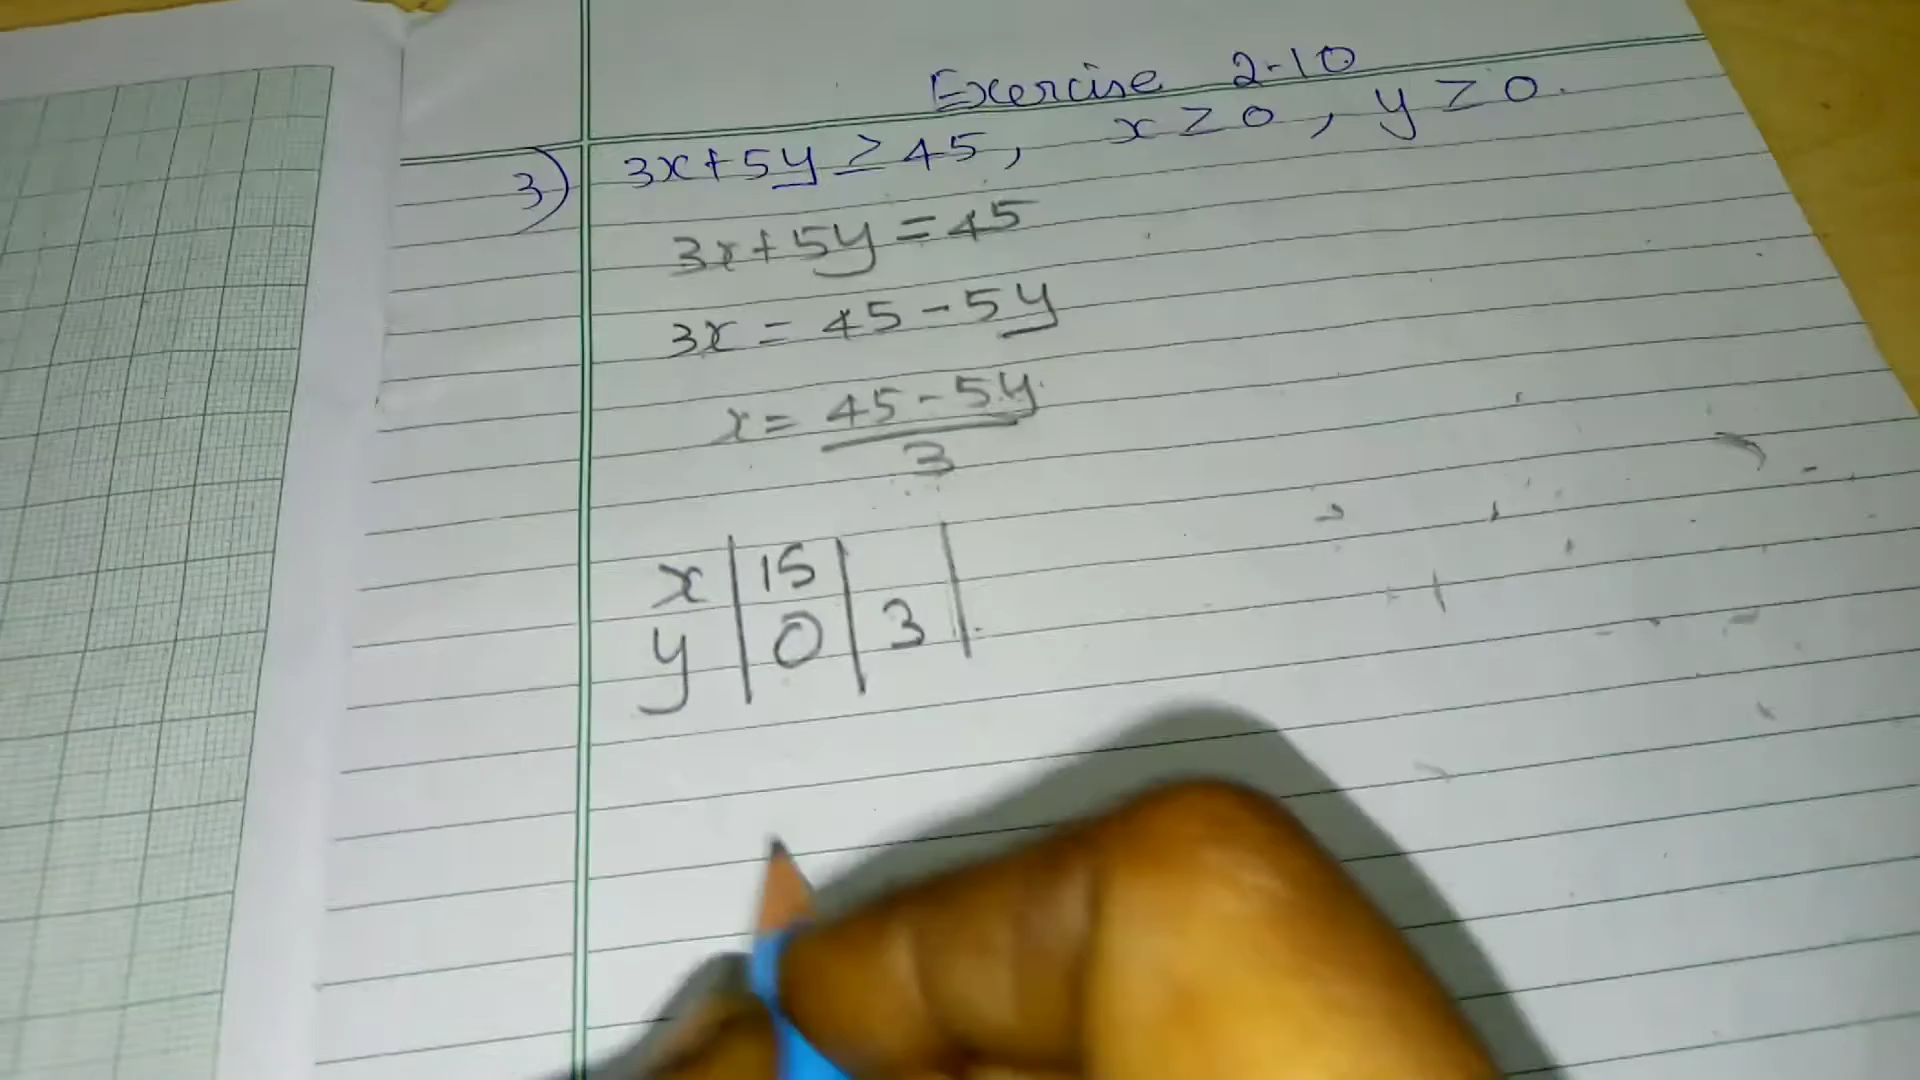 Exercise 2.10
3) 3x+5y ≥ 45, x ≥ 0, y ≥ 0.
3x+5y = 45
3x = 45 - 5y
x = 45 - 5y
3
x | 15 | |
y | 0 | 3 |